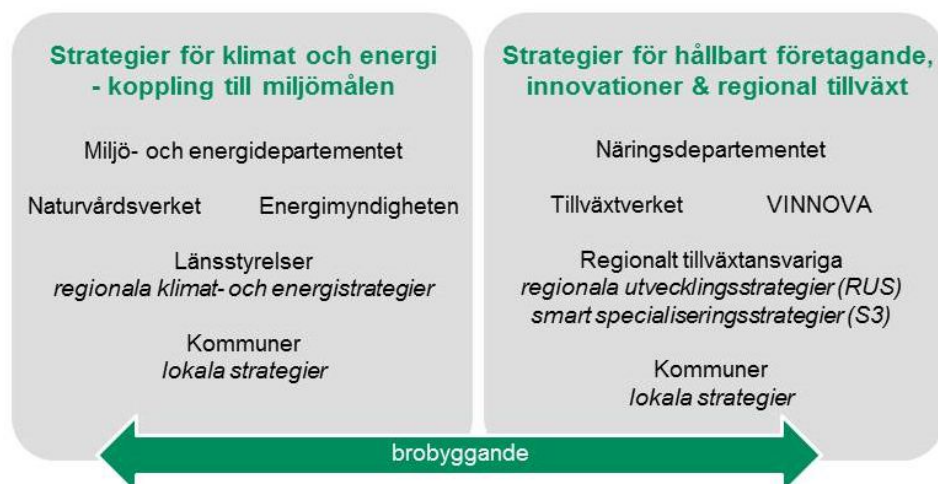 Strategier för klimat och energi
- koppling till miljömålen
Miljö- och energidepartementet
Naturvårdsverket Energimyndigheten
Länsstyrelser
regionala klimat- och energistrategier
Kommuner
lokala strategier
Strategier för hållbart företagande,
innovationer & regional tillväxt
Näringsdepartementet
Tillväxtverket VINNOVA
Regionalt tillväxtansvariga
regionala utvecklingsstrategier (RUS)
smart specialiseringsstrategier (S3)
Kommuner
lokala strategier
brobyggande